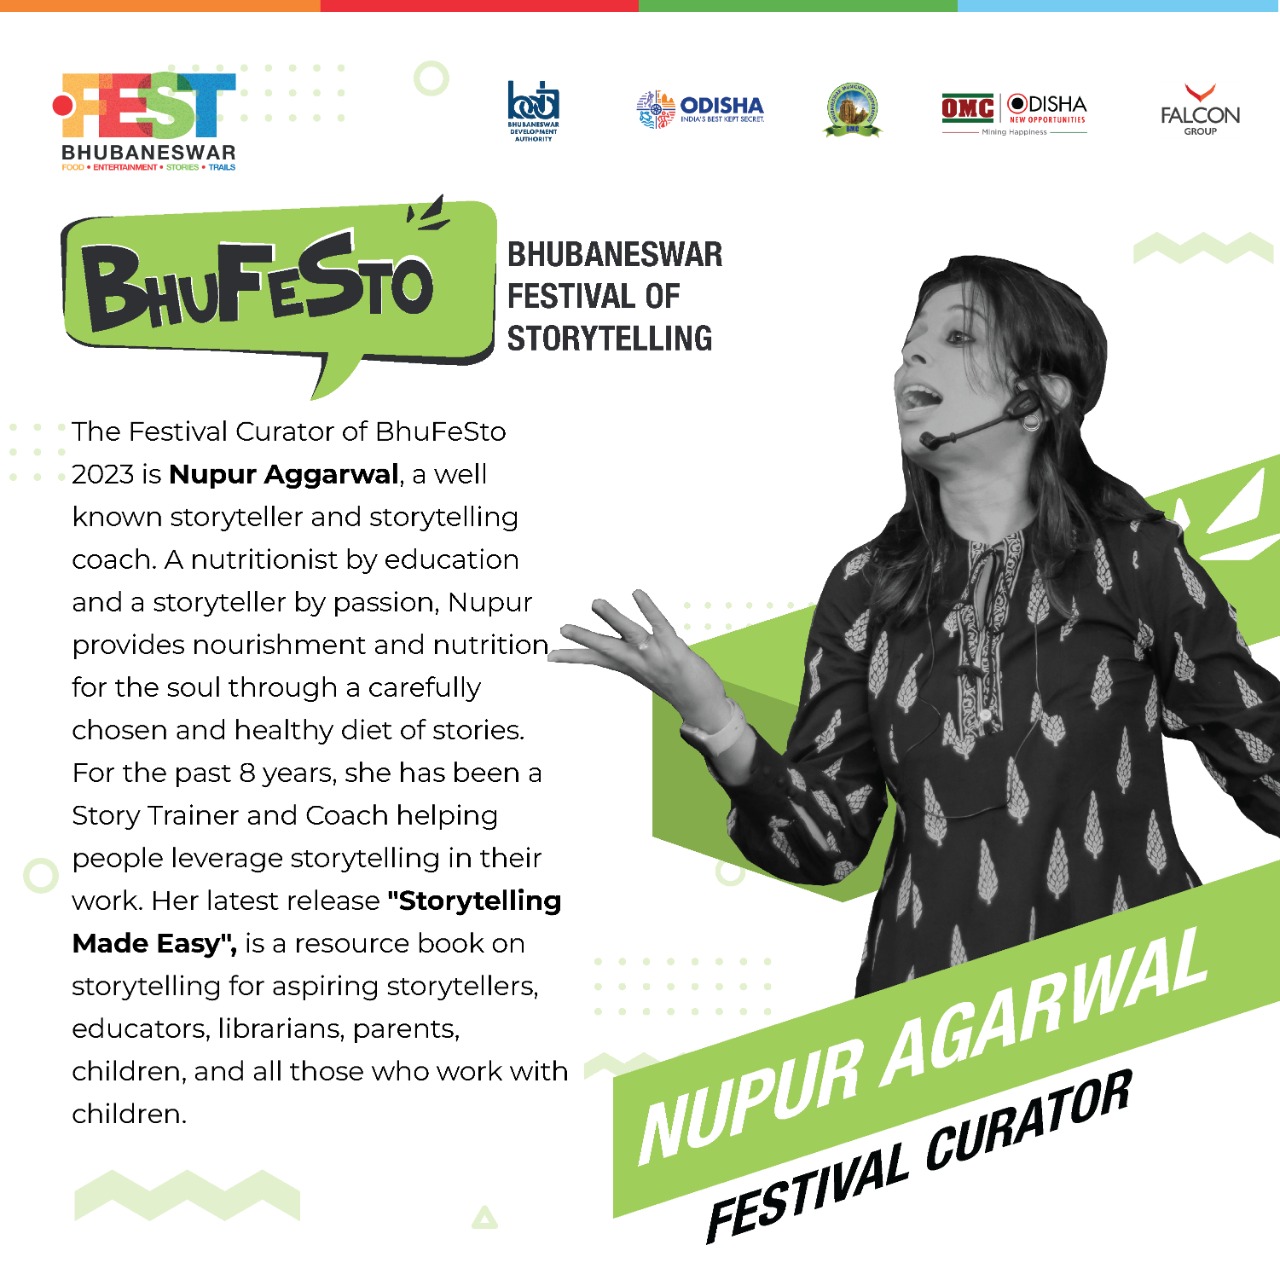 FEST
BHUBANESWAR
FOOD • ENTERTAINMENT • STORIES • TRAILS
bda
BHUBANESWAR
DEVELOPMENT
AUTHORITY
ODISHA
INDIA'S BEST KEPT SECRET.
BMC
OMC
ODISHA
NEW OPPORTUNITIES
Mining Happiness
FALCON
GROUP
BHUFESTO
BHUBANESWAR
FESTIVAL OF
STORYTELLING
The Festival Curator of BhuFeSto
2023 is Nupur Aggarwal, a well
known storyteller and storytelling
coach. A nutritionist by education
and a storyteller by passion, Nupur
provides nourishment and nutrition
for the soul through a carefully
chosen and healthy diet of stories.
For the past 8 years, she has been a
Story Trainer and Coach helping
people leverage storytelling in their
work. Her latest release "Storytelling
Made Easy", is a resource book on
storytelling for aspiring storytellers,
educators, librarians, parents,
children, and all those who work with
children.
NUPUR AGARWAL
FESTIVAL CURATOR